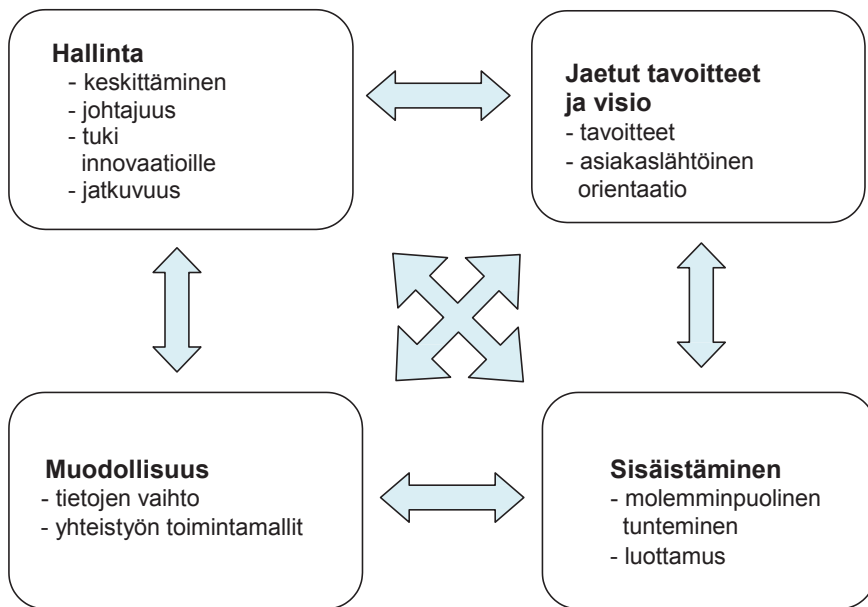 Hallinta
- keskittäminen
- johtajuus
- tuki
innovaatioille
- jatkuvuus
Jaetut tavoitteet
ja visio
- tavoitteet
- asiakaslähtöinen
orientaatio
Muodollisuus
- tietojen vaihto
- yhteistyön toimintamallit
Sisäistäminen
- molemminpuolinen
tunteminen
- luottamus